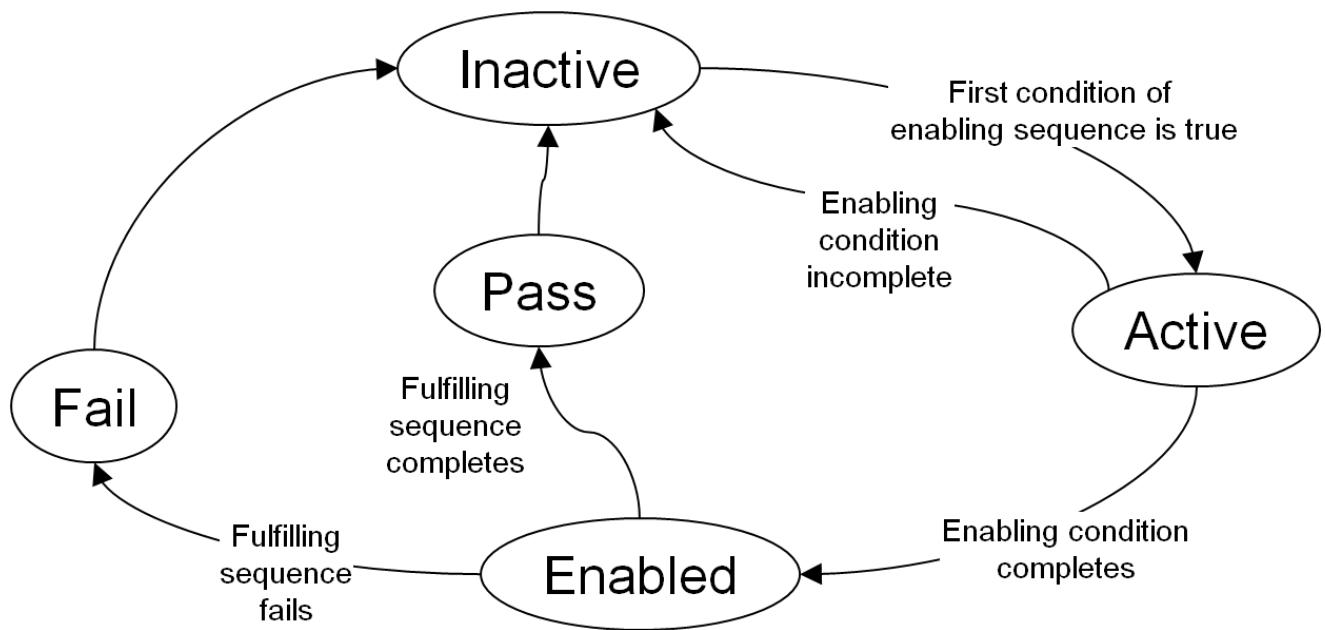 Inactive
First condition of
enabling sequence is true
Enabling
condition
incomplete
Pass
Active
Fail
Fulfilling
sequence
completes
Enabling condition
completes
Fulfilling
sequence
fails
Enabled